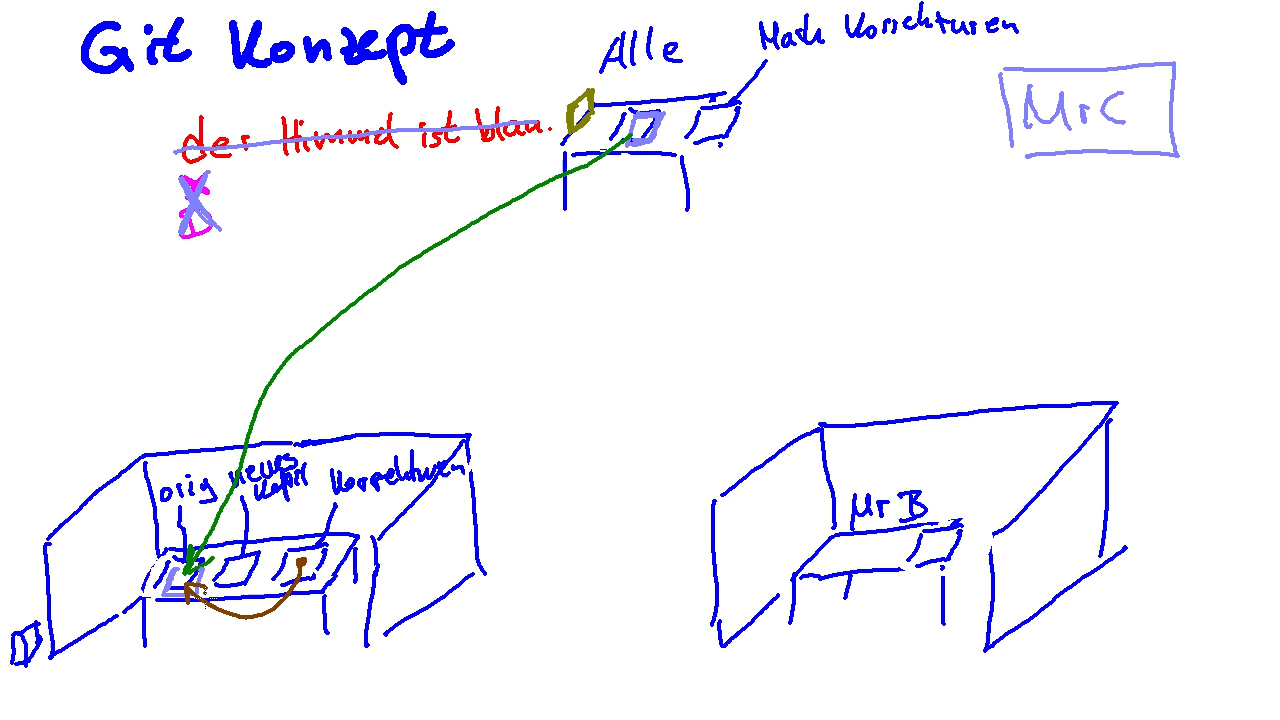 Git Konzept
Alle
Mach Korrekturen
Mr C
der Himmel ist blau.
orig
neues
Kapitel
Korrekturen
Mr B